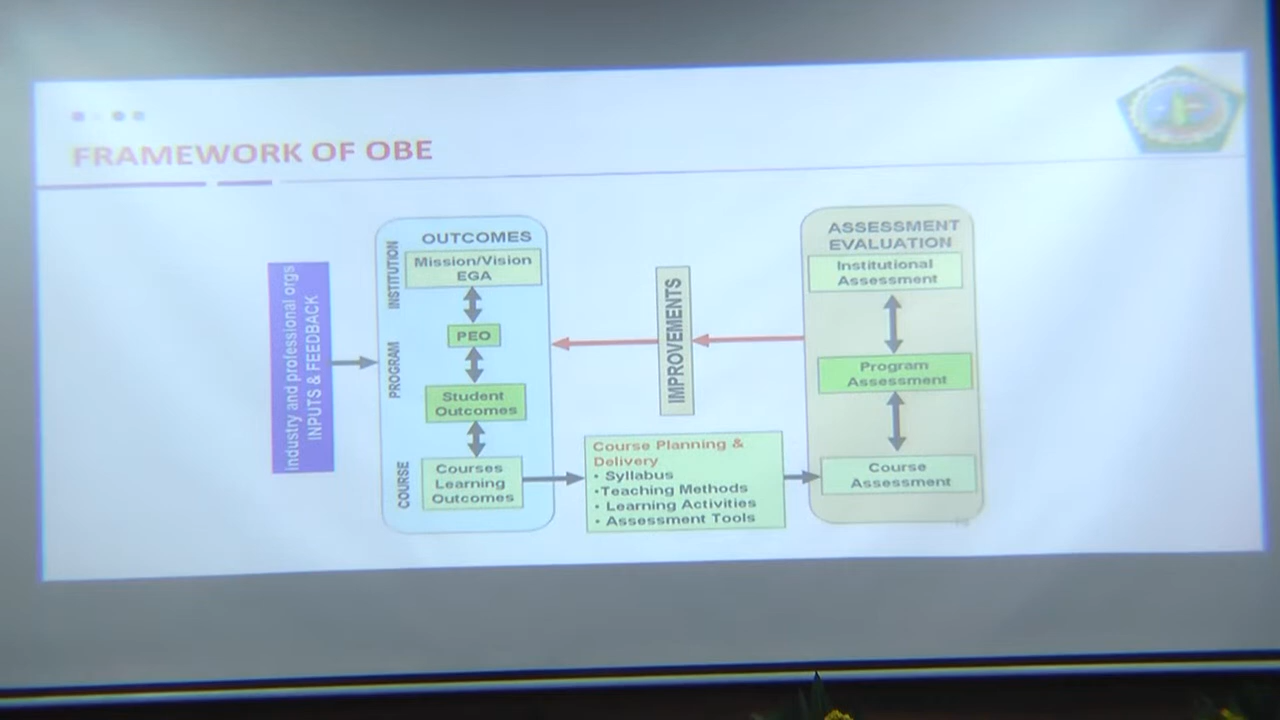 FRAMEWORK OF OBE
Industry and professional orgs
INPUTS & FEEDBACK
INSTITUTION
PROGRAM
COURSE
OUTCOMES
Mission/Vision
EGA
PEO
Student
Outcomes
Courses
Learning
Outcomes
Course Planning &
Delivery
• Syllabus
•Teaching Methods
• Learning Activities
• Assessment Tools
IMPROVEMENTS
ASSESSMENT
EVALUATION
Institutional
Assessment
Program
Assessment
Course
Assessment